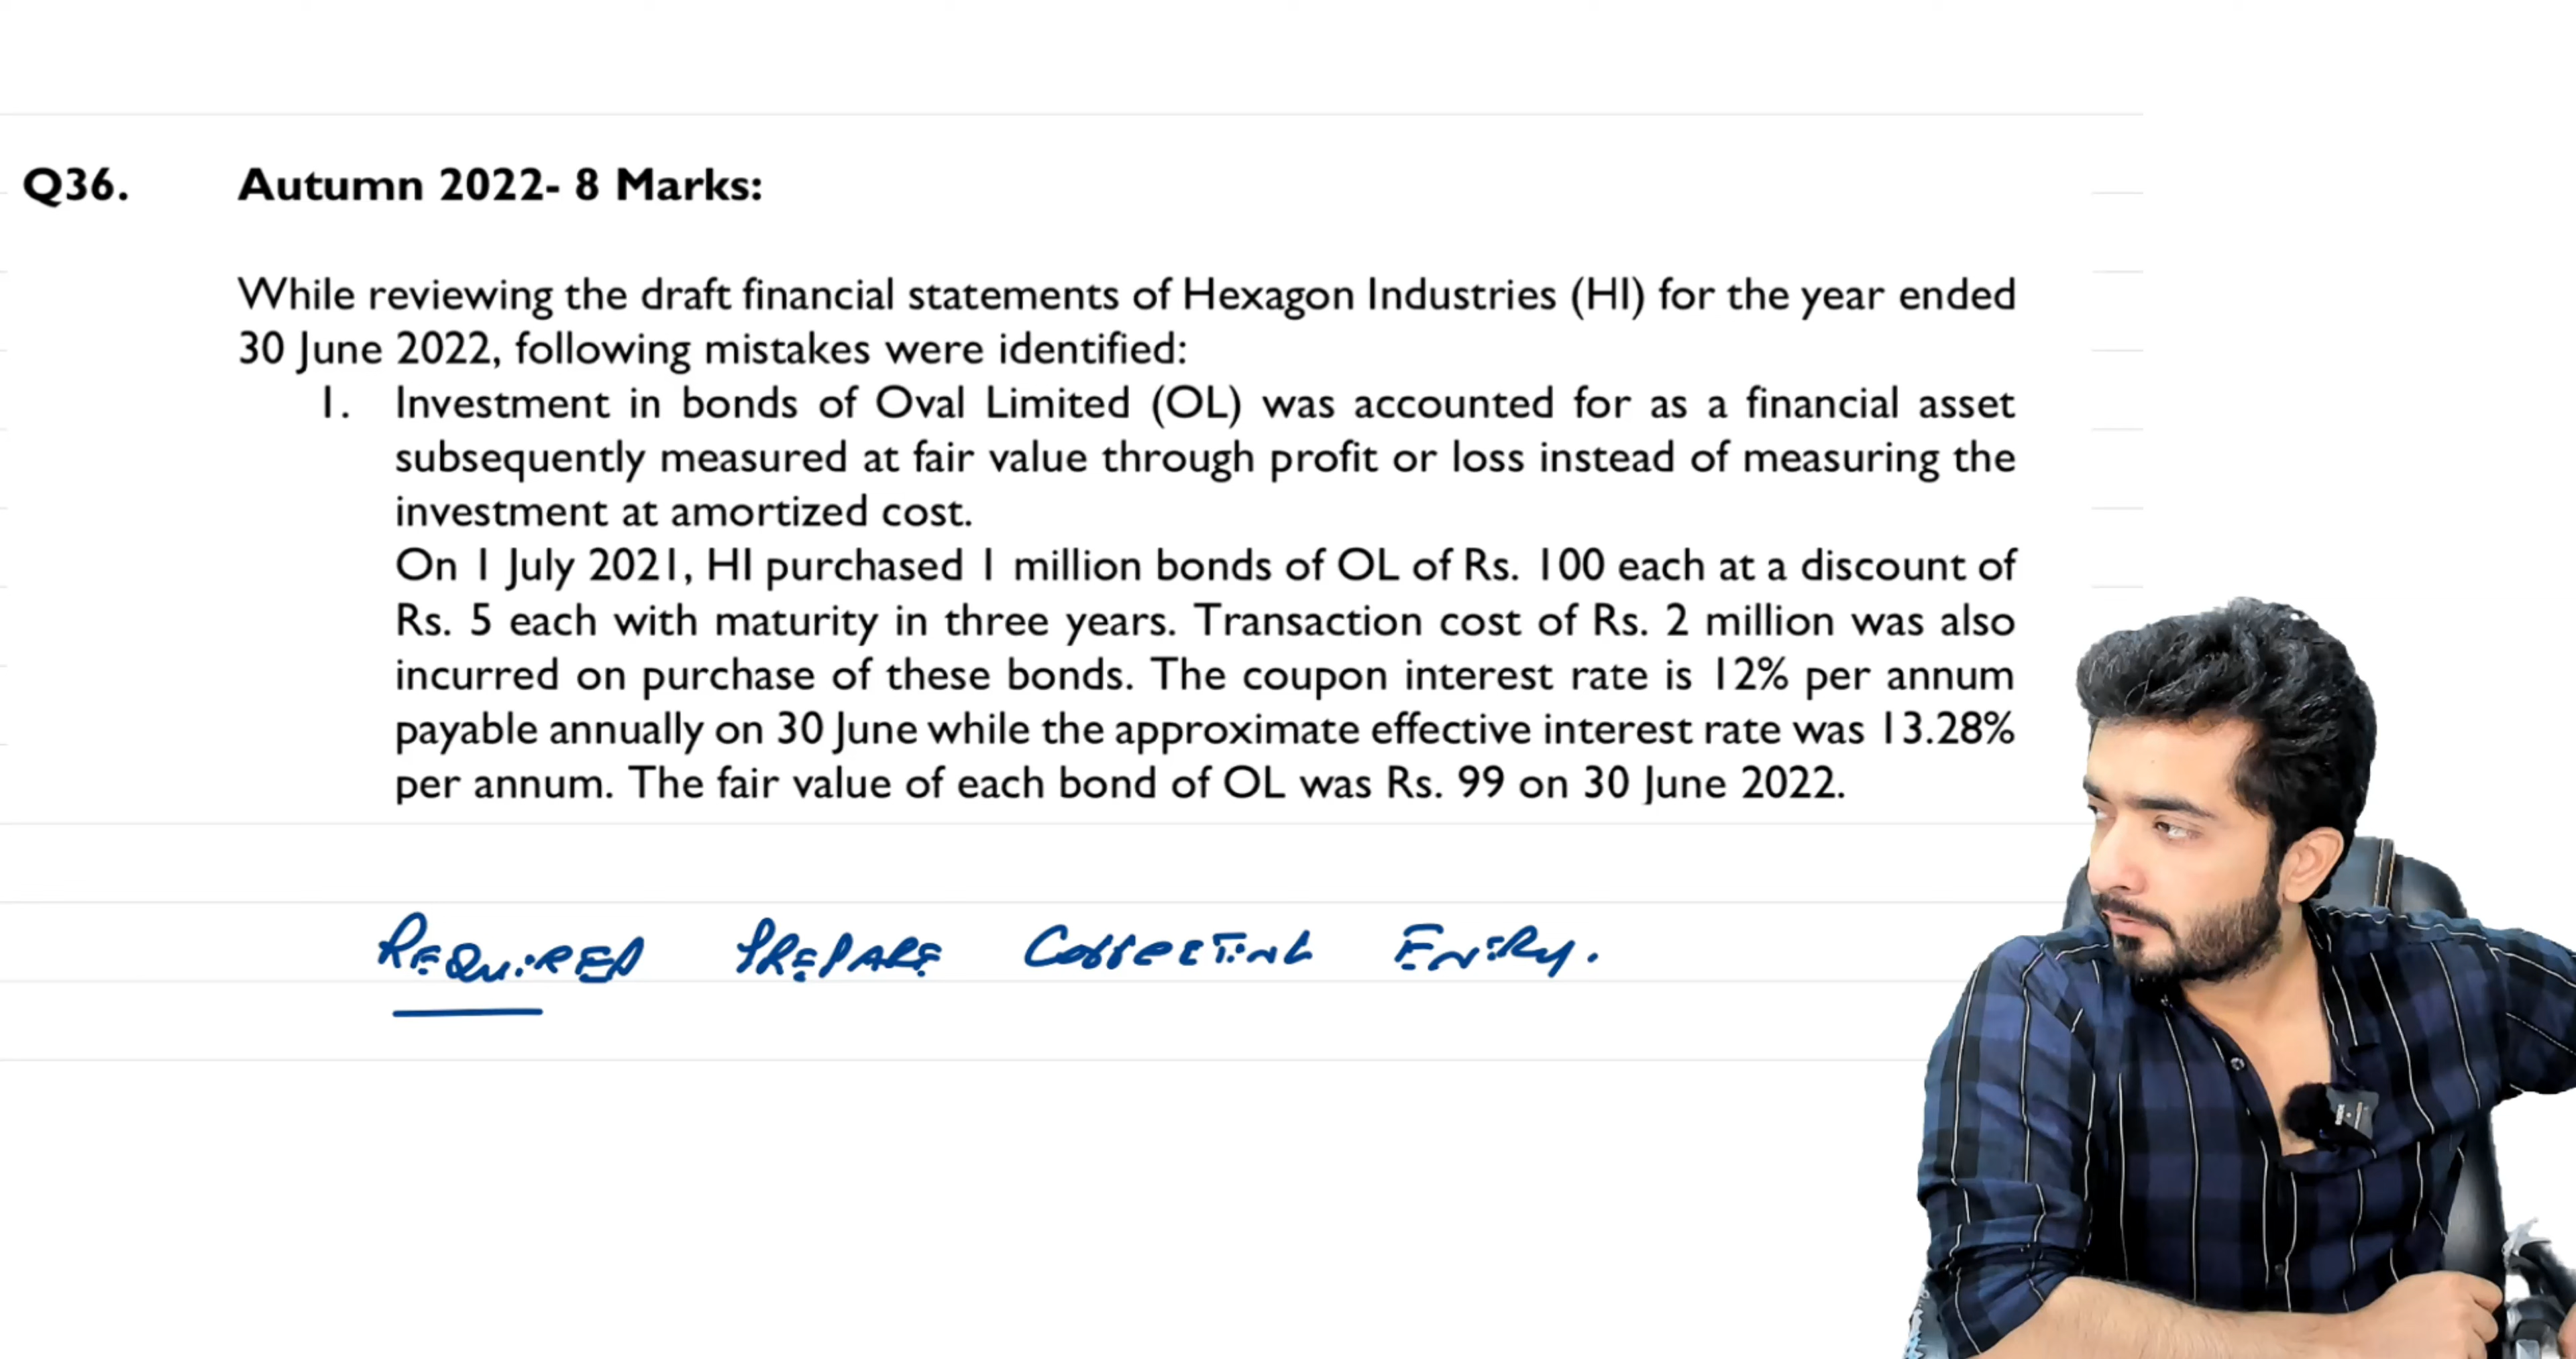 Q36. Autumn 2022- 8 Marks:
While reviewing the draft financial statements of Hexagon Industries (HI) for the year ended
30 June 2022, following mistakes were identified:
1. Investment in bonds of Oval Limited (OL) was accounted for as a financial asset
subsequently measured at fair value through profit or loss instead of measuring the
investment at amortized cost.
On 1 July 2021, HI purchased 1 million bonds of OL of Rs. 100 each at a discount of
Rs. 5 each with maturity in three years. Transaction cost of Rs. 2 million was also
incurred on purchase of these bonds. The coupon interest rate is 12% per annum
payable annually on 30 June while the approximate effective interest rate was 13.28%
per annum. The fair value of each bond of OL was Rs. 99 on 30 June 2022.
REQUIRED PREPARE CORRECTING ENTRY.